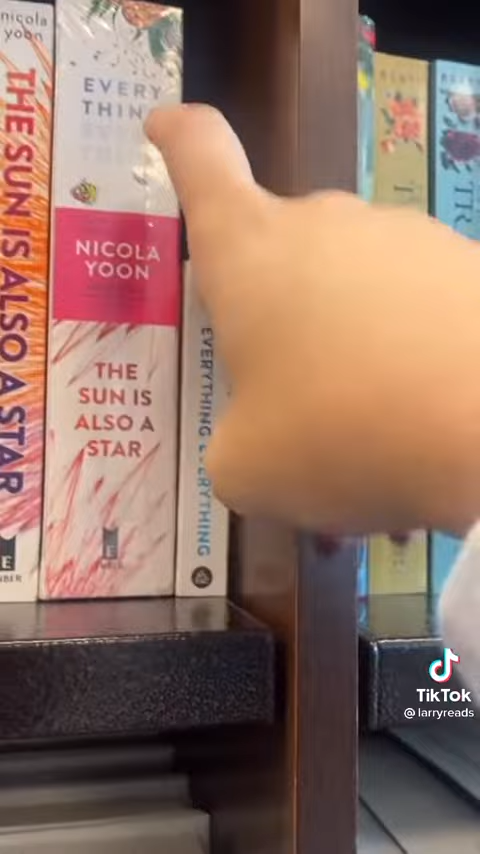 nicola
yoon
THE SUN IS ALSO A STAR
E
EVERY
THIN
NICOLA
YOON
THE
SUN IS
ALSO A
STAR
E
EVERYTHING EVERYTHING
TR
TikTok
@larryreads